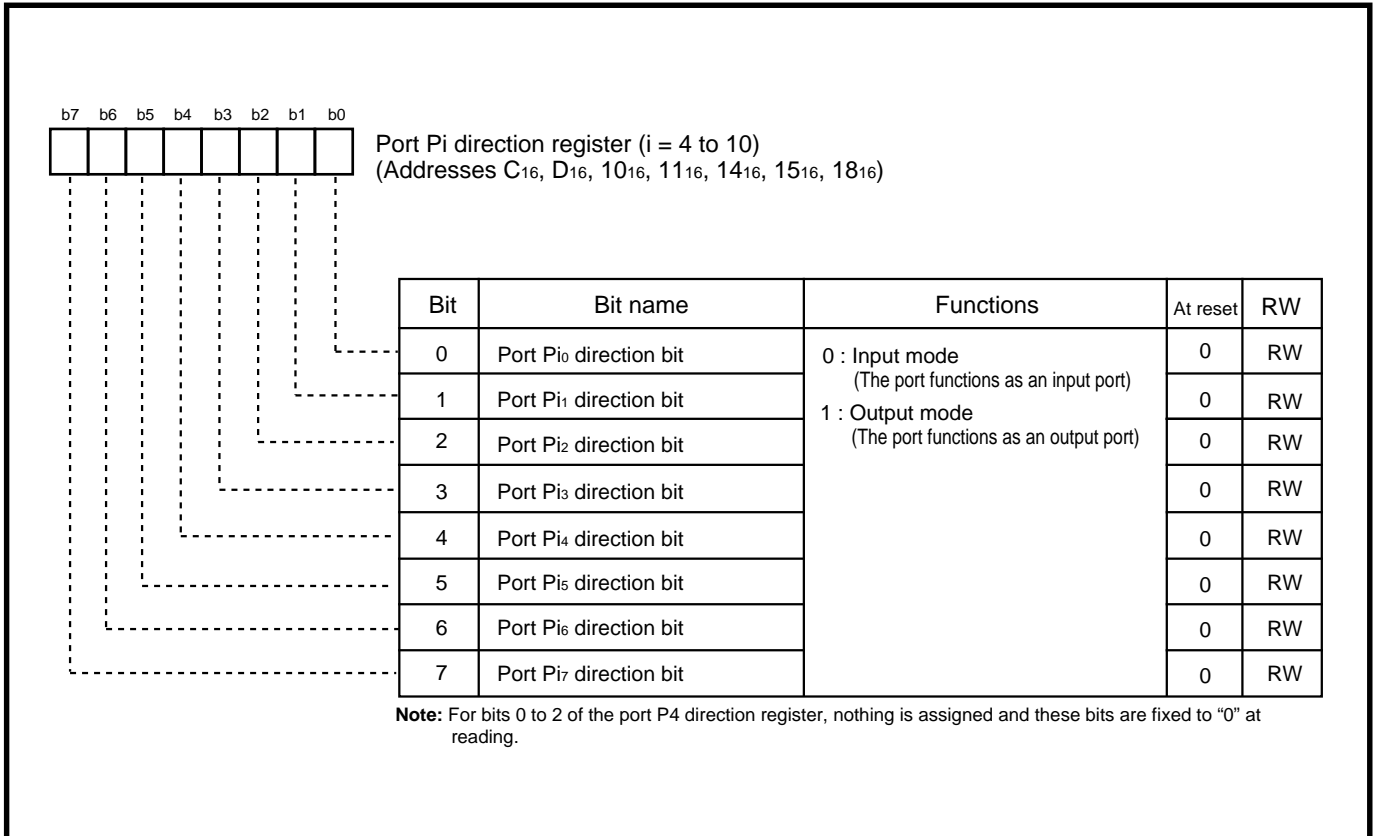 b7 b6 b5 b4 b3 b2 b1 b0
Port Pi direction register (i = 4 to 10)
(Addresses C16, D16, 1016, 1116, 1416, 1516, 1816)
Bit Bit name Functions At reset RW
0 Port Pi0 direction bit 0 RW
1 Port Pi1 direction bit 0 RW
2 Port Pi2 direction bit 0 RW
3 Port Pi3 direction bit 0 RW
4 Port Pi4 direction bit 0 RW
5 Port Pi5 direction bit 0 RW
6 Port Pi6 direction bit 0 RW
7 Port Pi7 direction bit 0 RW
0 : Input mode
(The port functions as an input port)
1 : Output mode
(The port functions as an output port)
Note: For bits 0 to 2 of the port P4 direction register, nothing is assigned and these bits are fixed to “0” at
reading.